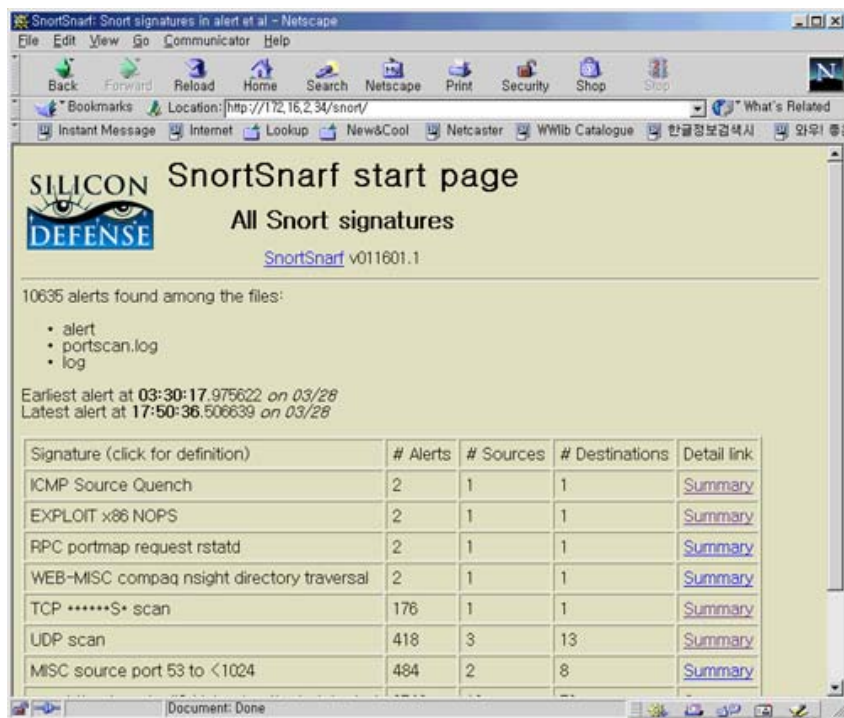 SnortSnarf: Snort signatures in alert et al - Netscape
File Edit View Go Communicator Help
Back Forward Reload Home Search Netscape Print Security Shop Stop
N
Bookmarks Location: http://172,16,2,34/snort/ What's Related
Instant Message Internet Lookup New&Cool Netcaster WWlib Catalogue 한글정보검색시 와우!
SILICON DEFENSE
SnortSnarf start page
All Snort signatures
SnortSnarf v011601.1
10635 alerts found among the files:
• alert
• portscan.log
• log
Earliest alert at 03:30:17.975622 on 03/28
Latest alert at 17:50:36.506639 on 03/28
Signature (click for definition) # Alerts # Sources # Destinations Detail link
ICMP Source Quench 2 1 1 Summary
EXPLOIT x86 NOPS 2 1 1 Summary
RPC portmap request rstatd 2 1 1 Summary
WEB-MISC compaq nsight directory traversal 2 1 1 Summary
TCP ******S* scan 176 1 1 Summary
UDP scan 418 3 13 Summary
MISC source port 53 to <1024 484 2 8 Summary
Document: Done